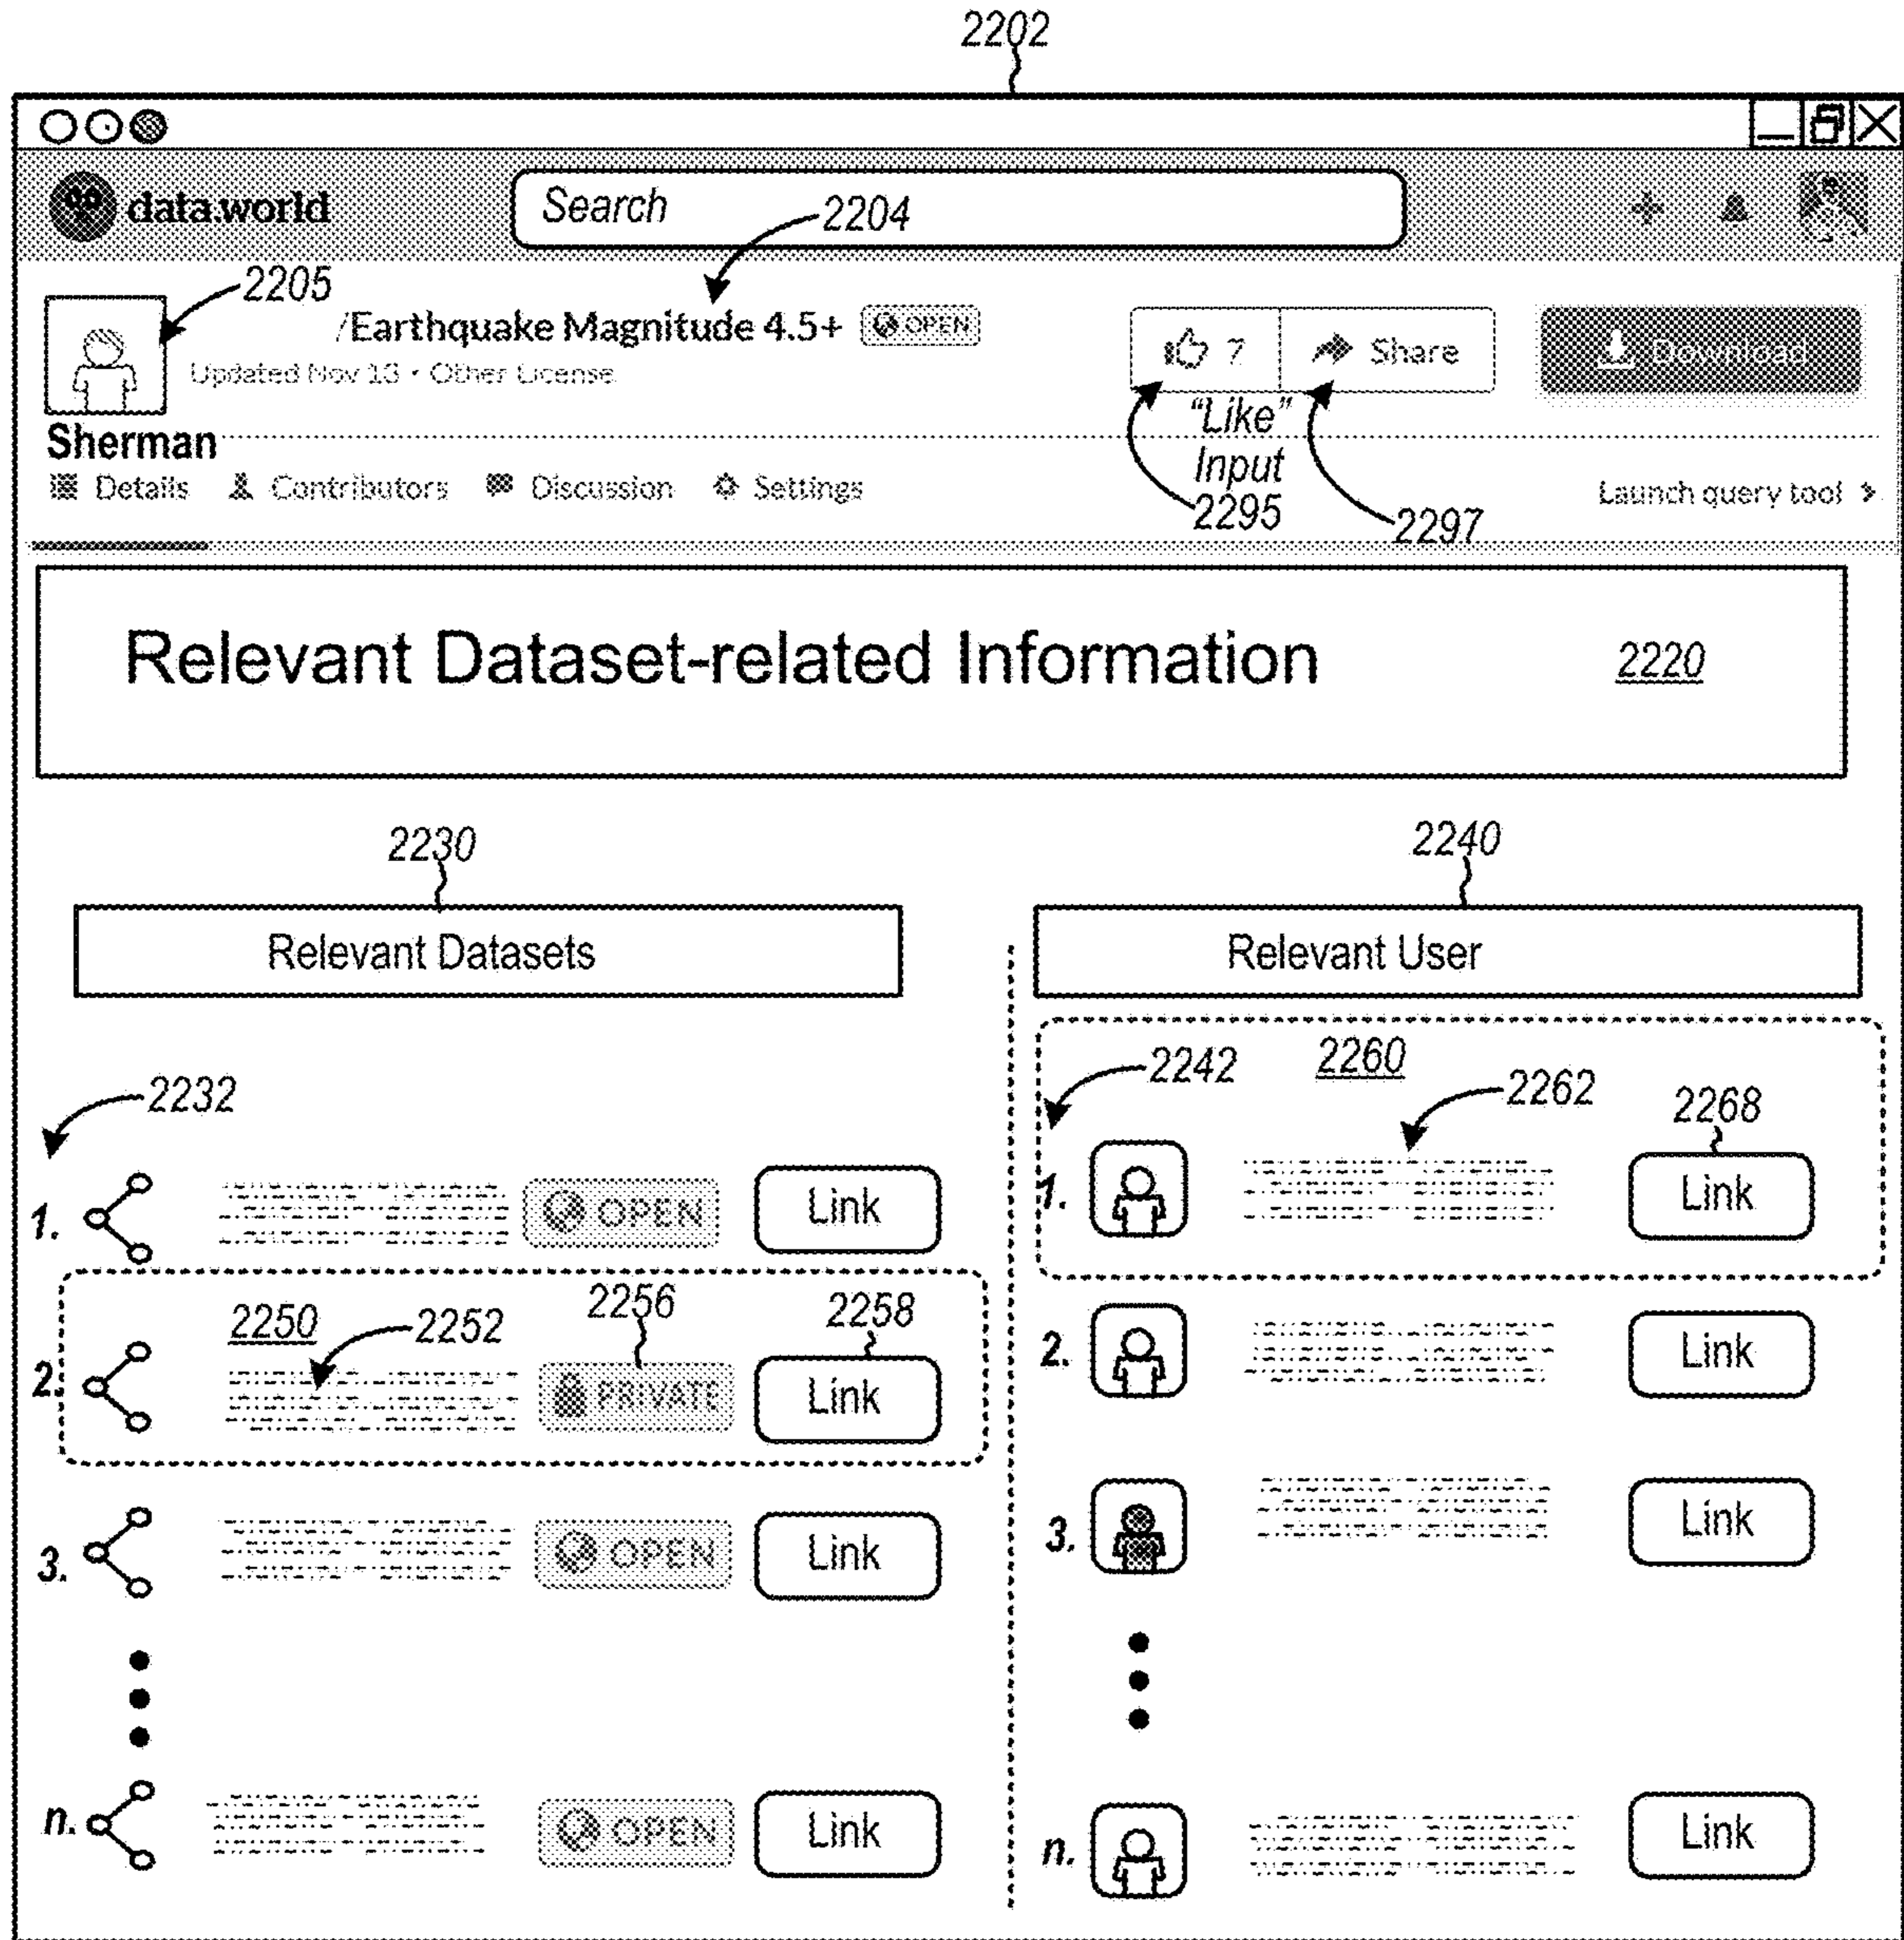 2202
data.world
Search
2204
2205
/Earthquake Magnitude 4.5+ OPEN
Updated Nov 13 • Other License
7 Share Download
Sherman
"Like"
Input
2295
2297
Details Contributors Discussion Settings
Launch query tool >
Relevant Dataset-related Information 2220
2230
2240
Relevant Datasets
Relevant User
2232
2242 2260 2262 2268
1. OPEN Link
1. Link
2250 2252 2256 2258
2. PRIVATE Link
2. Link
3. OPEN Link
3. Link
n. OPEN Link
n. Link